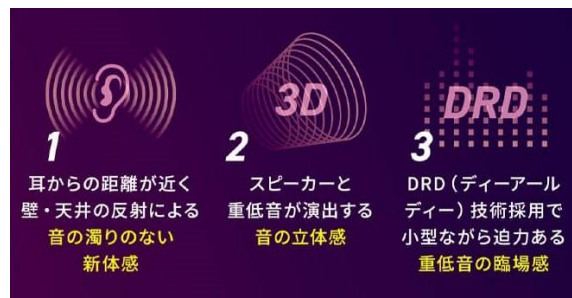 1
耳からの距離が近く
壁・天井の反射による
音の濁りのない
新体感
3D
2
スピーカーと
重低音が演出する
音の立体感
DRD
3
DRD（ディーアール
ディー）技術採用で
小型ながら迫力ある
重低音の臨場感